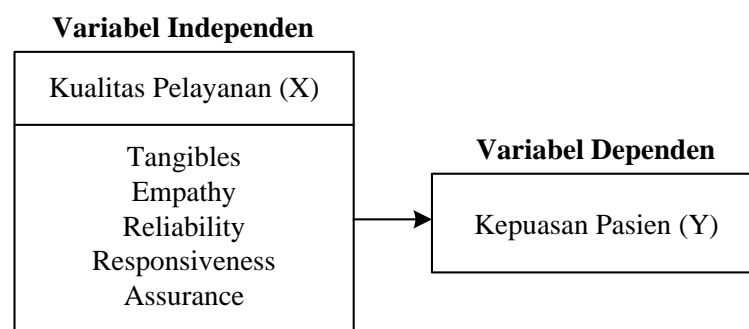 Variabel Independen
Kualitas Pelayanan (X)
Tangibles
Empathy
Reliability
Responsiveness
Assurance
Variabel Dependen
Kepuasan Pasien (Y)